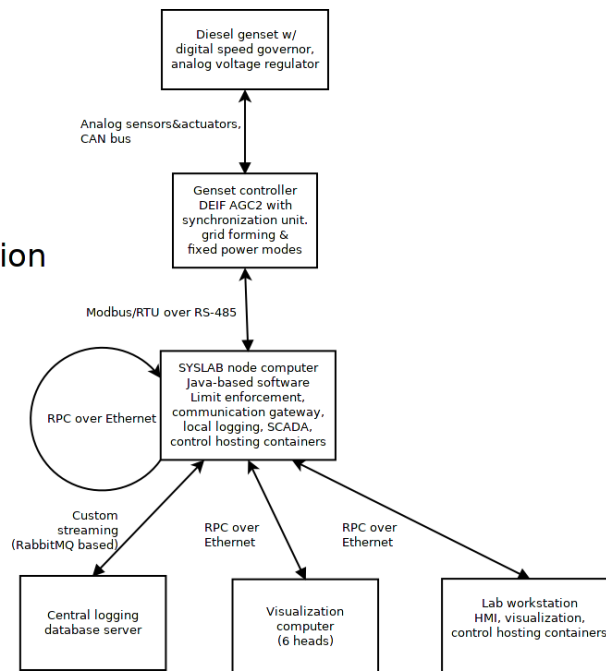 Diesel genset w/
digital speed governor,
analog voltage regulator
Analog sensors&actuators,
CAN bus
Genset controller
DEIF AGC2 with
synchronization unit.
grid forming &
fixed power modes
ion
Modbus/RTU over RS-485
SYSLAB node computer
Java-based software
Limit enforcement,
communication gateway,
local logging, SCADA,
control hosting containers
RPC over Ethernet
Custom
streaming
(RabbitMQ based)
RPC over
Ethernet
RPC over
Ethernet
Central logging
database server
Visualization
computer
(6 heads)
Lab workstation
HMI, visualization,
control hosting containers